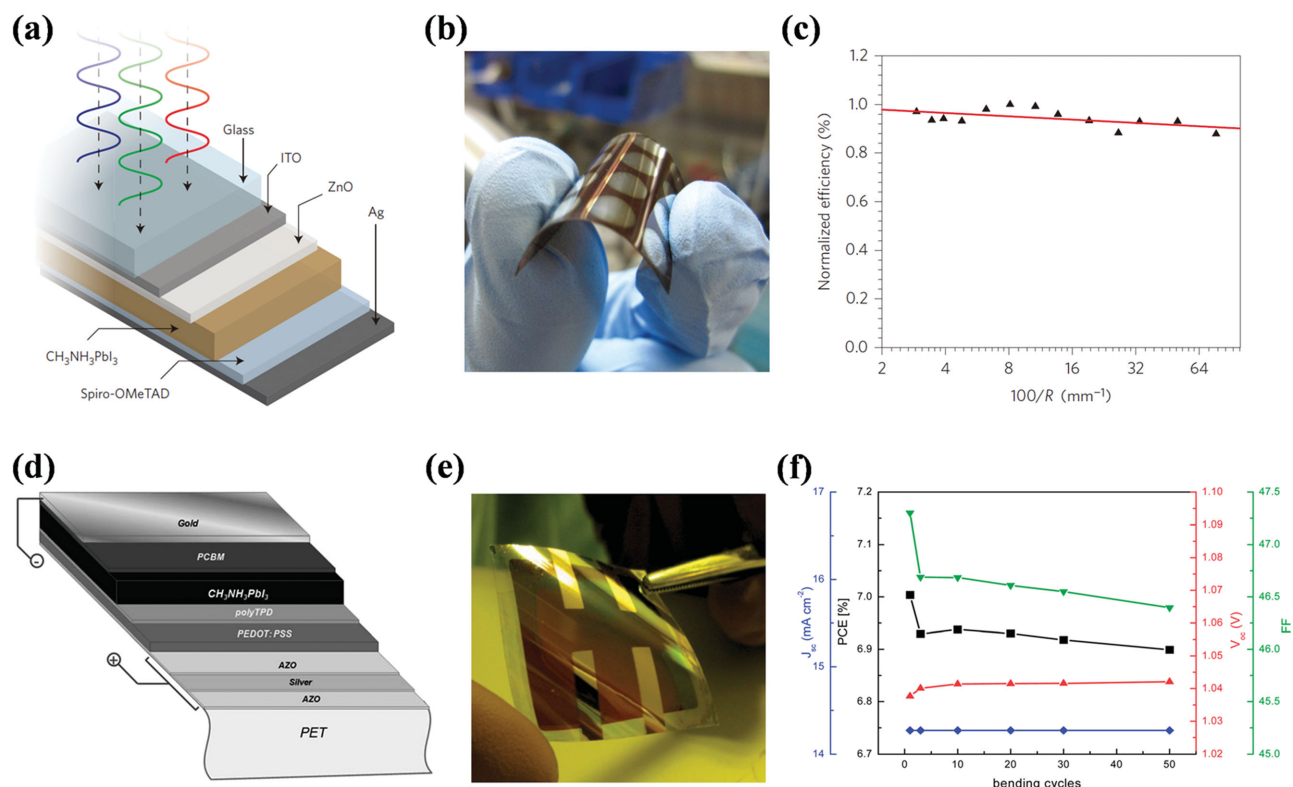 (a)
Glass
ITO
ZnO
Ag
CH₃NH₃PbI₃
Spiro-OMeTAD
(b)
(c)
Normalized efficiency (%)
1.2
1.0
0.8
0.6
0.4
0.2
0.0
2 4 8 16 32 64
100/R (mm⁻¹)
(d)
Gold
PCBM
CH₃NH₃PbI₃
polyTPD
PEDOT: PSS
AZO
Silver
AZO
PET
-
+
(e)
(f)
Jsc (mA cm⁻²)
17
16
15
14
PCE [%]
7.2
7.1
7.0
6.9
6.8
6.7
0 10 20 30 40 50
bending cycles
Voc (V)
1.10
1.09
1.08
1.07
1.06
1.05
1.04
1.03
1.02
FF
47.5
47.0
46.5
46.0
45.5
45.0